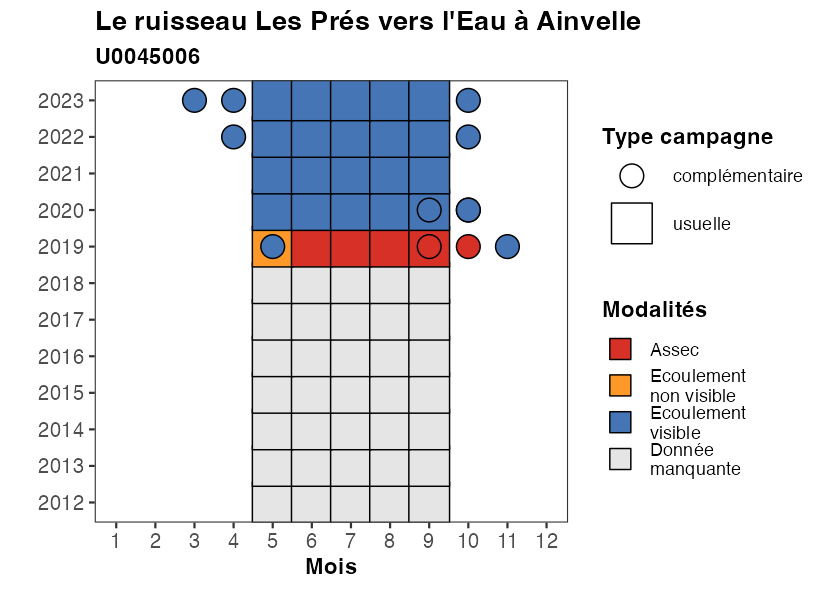 Le ruisseau Les Prés vers l'Eau à Ainvelle
U0045006
2023
2022
2021
2020
2019
2018
2017
2016
2015
2014
2013
2012
1 2 3 4 5 6 7 8 9 10 11 12
Mois
Type campagne
complémentaire
usuelle
Modalités
Assec
Ecoulement
non visible
Ecoulement
visible
Donnée
manquante